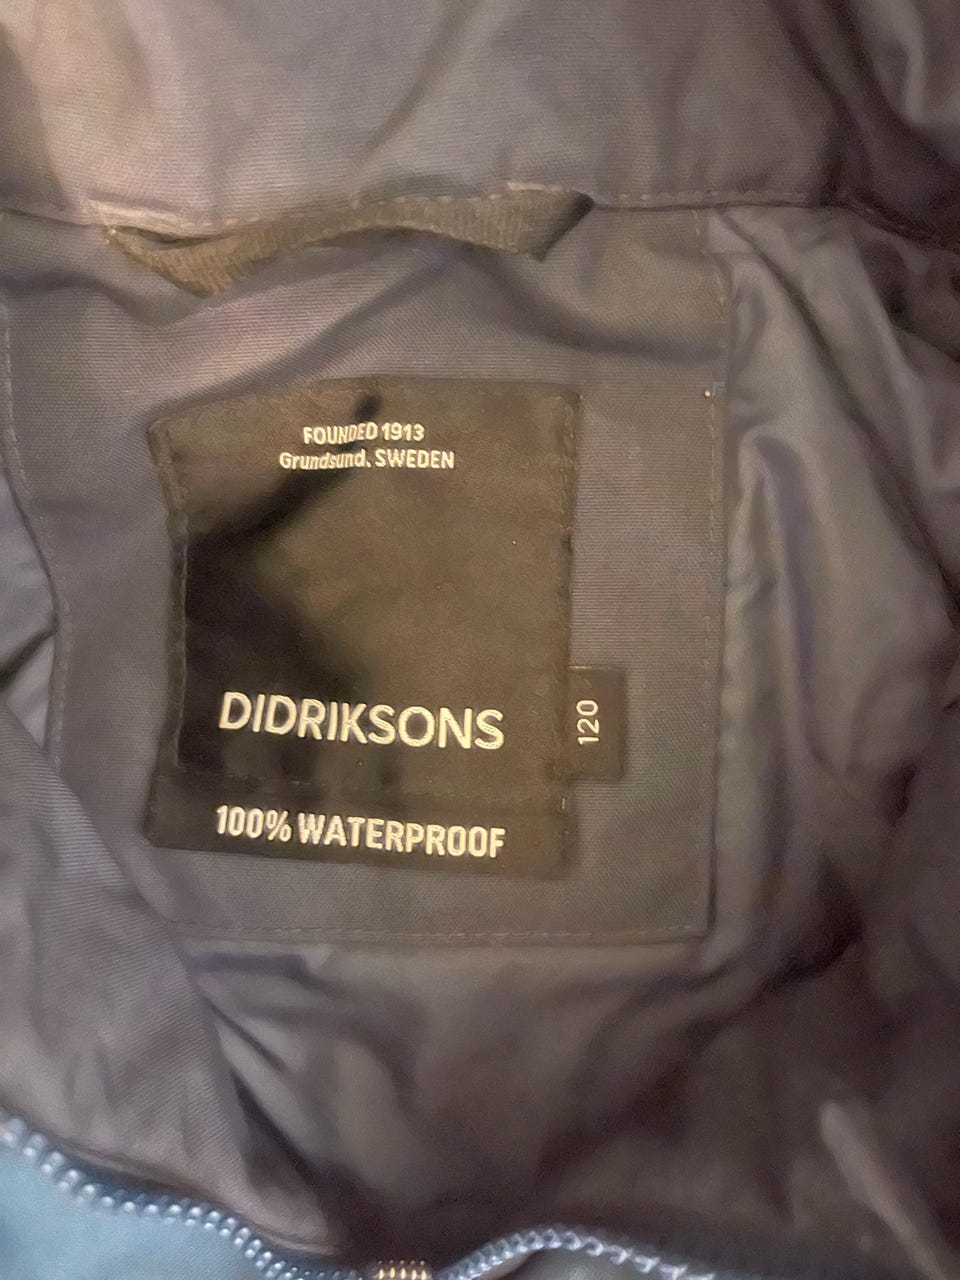 FOUNDED 1913
Grundsund. SWEDEN
DIDRIKSONS
120
100% WATERPROOF